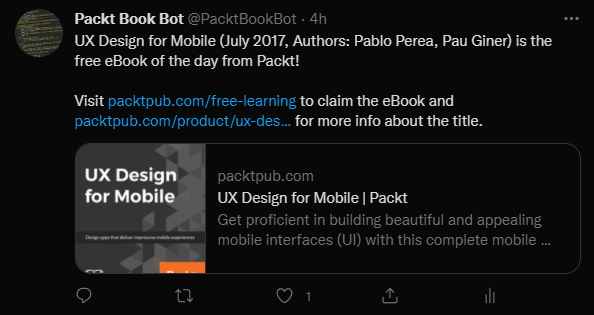 Packt Book Bot @PacktBookBot · 4h
UX Design for Mobile (July 2017, Authors: Pablo Perea, Pau Giner) is the
free eBook of the day from Packt!
Visit packtpub.com/free-learning to claim the eBook and
packtpub.com/product/ux-des… for more info about the title.
UX Design
for Mobile
Design apps that deliver impressive mobile experiences
packtpub.com
UX Design for Mobile | Packt
Get proficient in building beautiful and appealing
mobile interfaces (UI) with this complete mobile ...
1